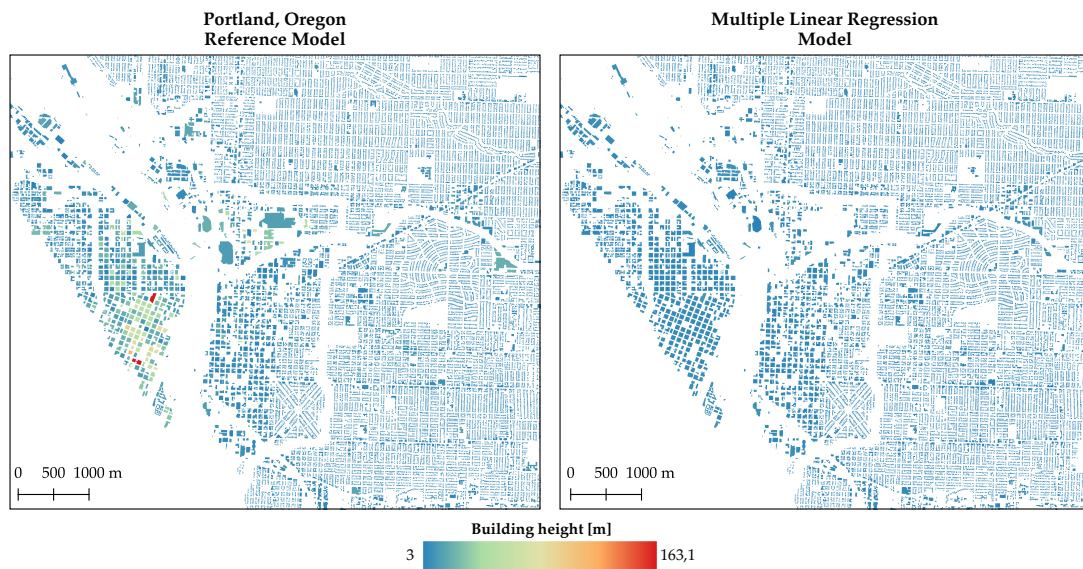 Portland, Oregon
Reference Model
Multiple Linear Regression
Model
0 500 1000 m
0 500 1000 m
Building height [m]
3 163,1